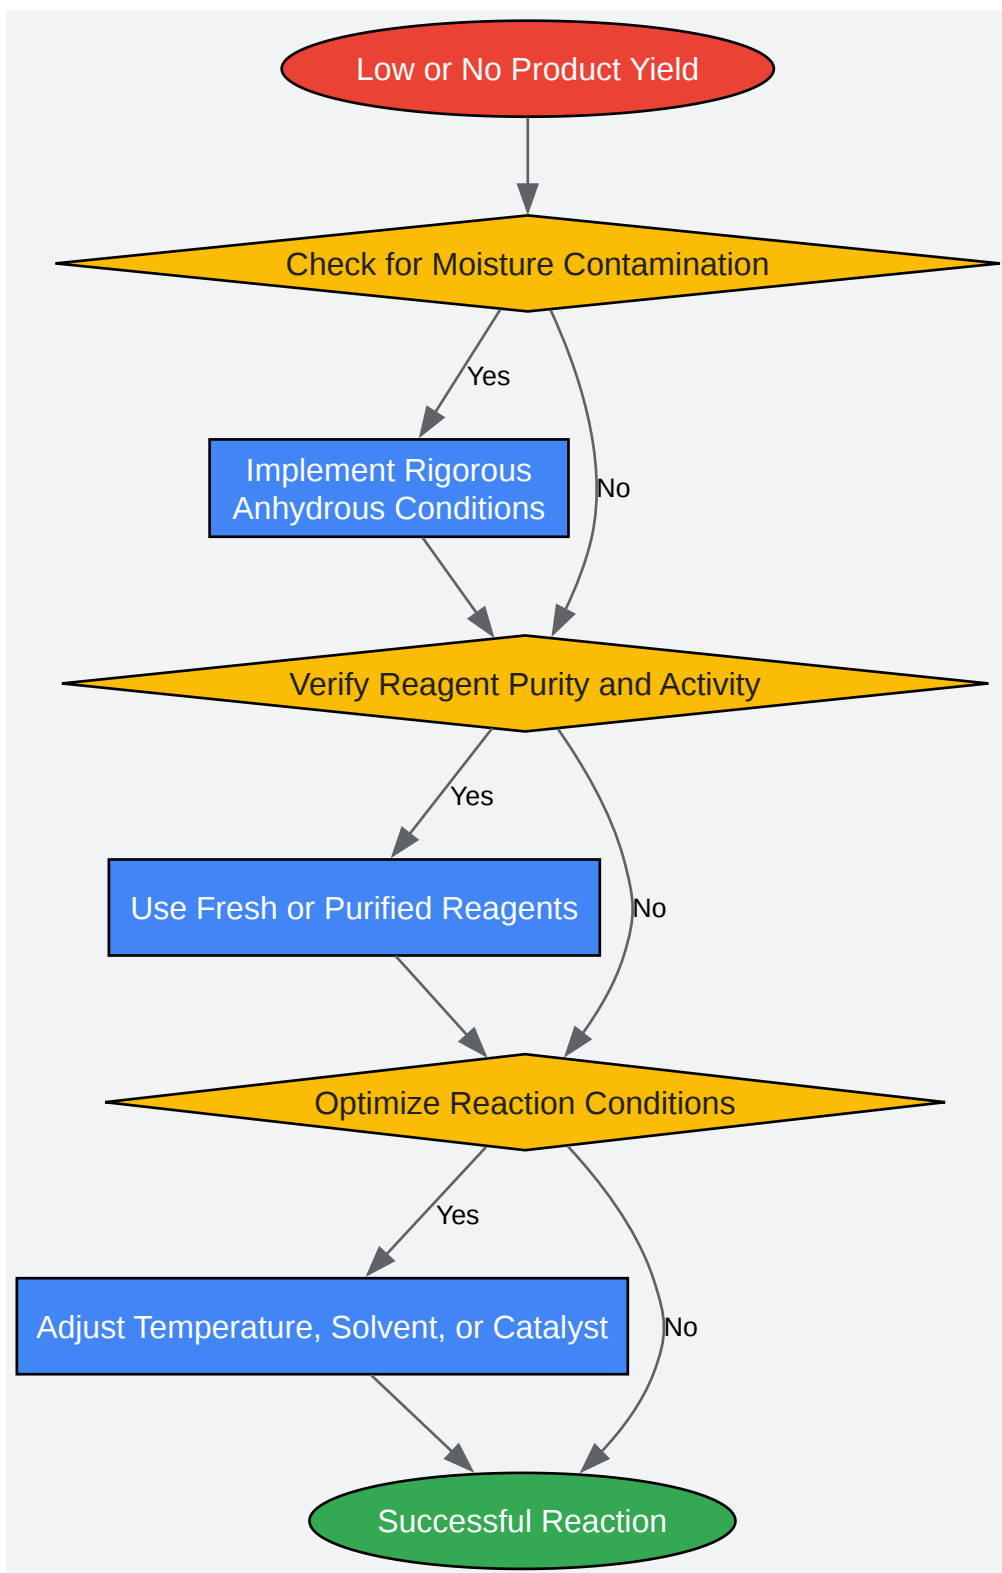 Low or No Product Yield
Check for Moisture Contamination
Yes
Implement Rigorous
Anhydrous Conditions
No
Verify Reagent Purity and Activity
Yes
Use Fresh or Purified Reagents
No
Optimize Reaction Conditions
Yes
Adjust Temperature, Solvent, or Catalyst
No
Successful Reaction